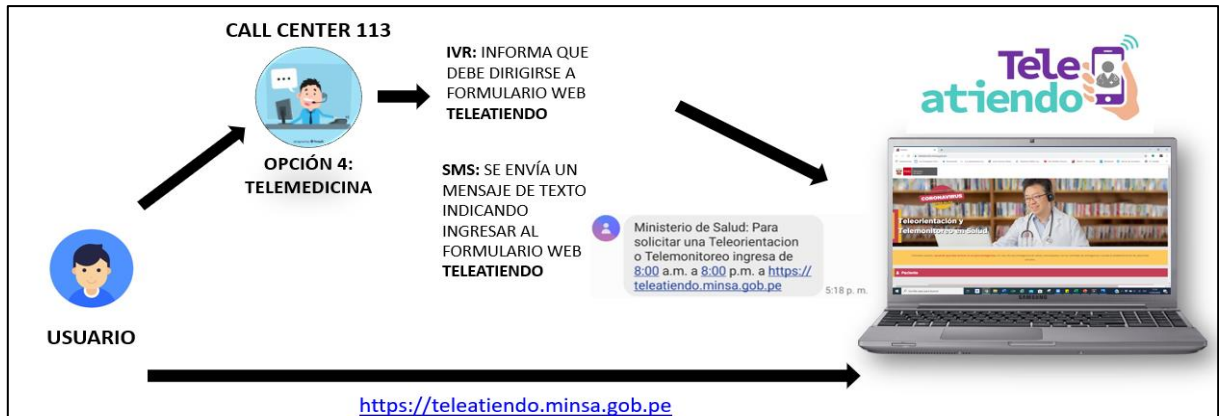 CALL CENTER 113
OPCIÓN 4:
TELEMEDICINA
IVR: INFORMA QUE
DEBE DIRIGIRSE A
FORMULARIO WEB
TELEATIENDO
SMS: SE ENVÍA UN
MENSAJE DE TEXTO
INDICANDO
INGRESAR AL
FORMULARIO WEB
TELEATIENDO
Ministerio de Salud: Para
solicitar una Teleorientacion
o Telemonitoreo ingresa de
8:00 a.m. a 8:00 p.m. a https://
teleatiendo.minsa.gob.pe
5:18 p. m.
Tele
atiendo
CORONAVIRUS
Teleorientación y
Telemonitoreo en Salud
Paciente
SAMSUNG
USUARIO
https://teleatiendo.minsa.gob.pe